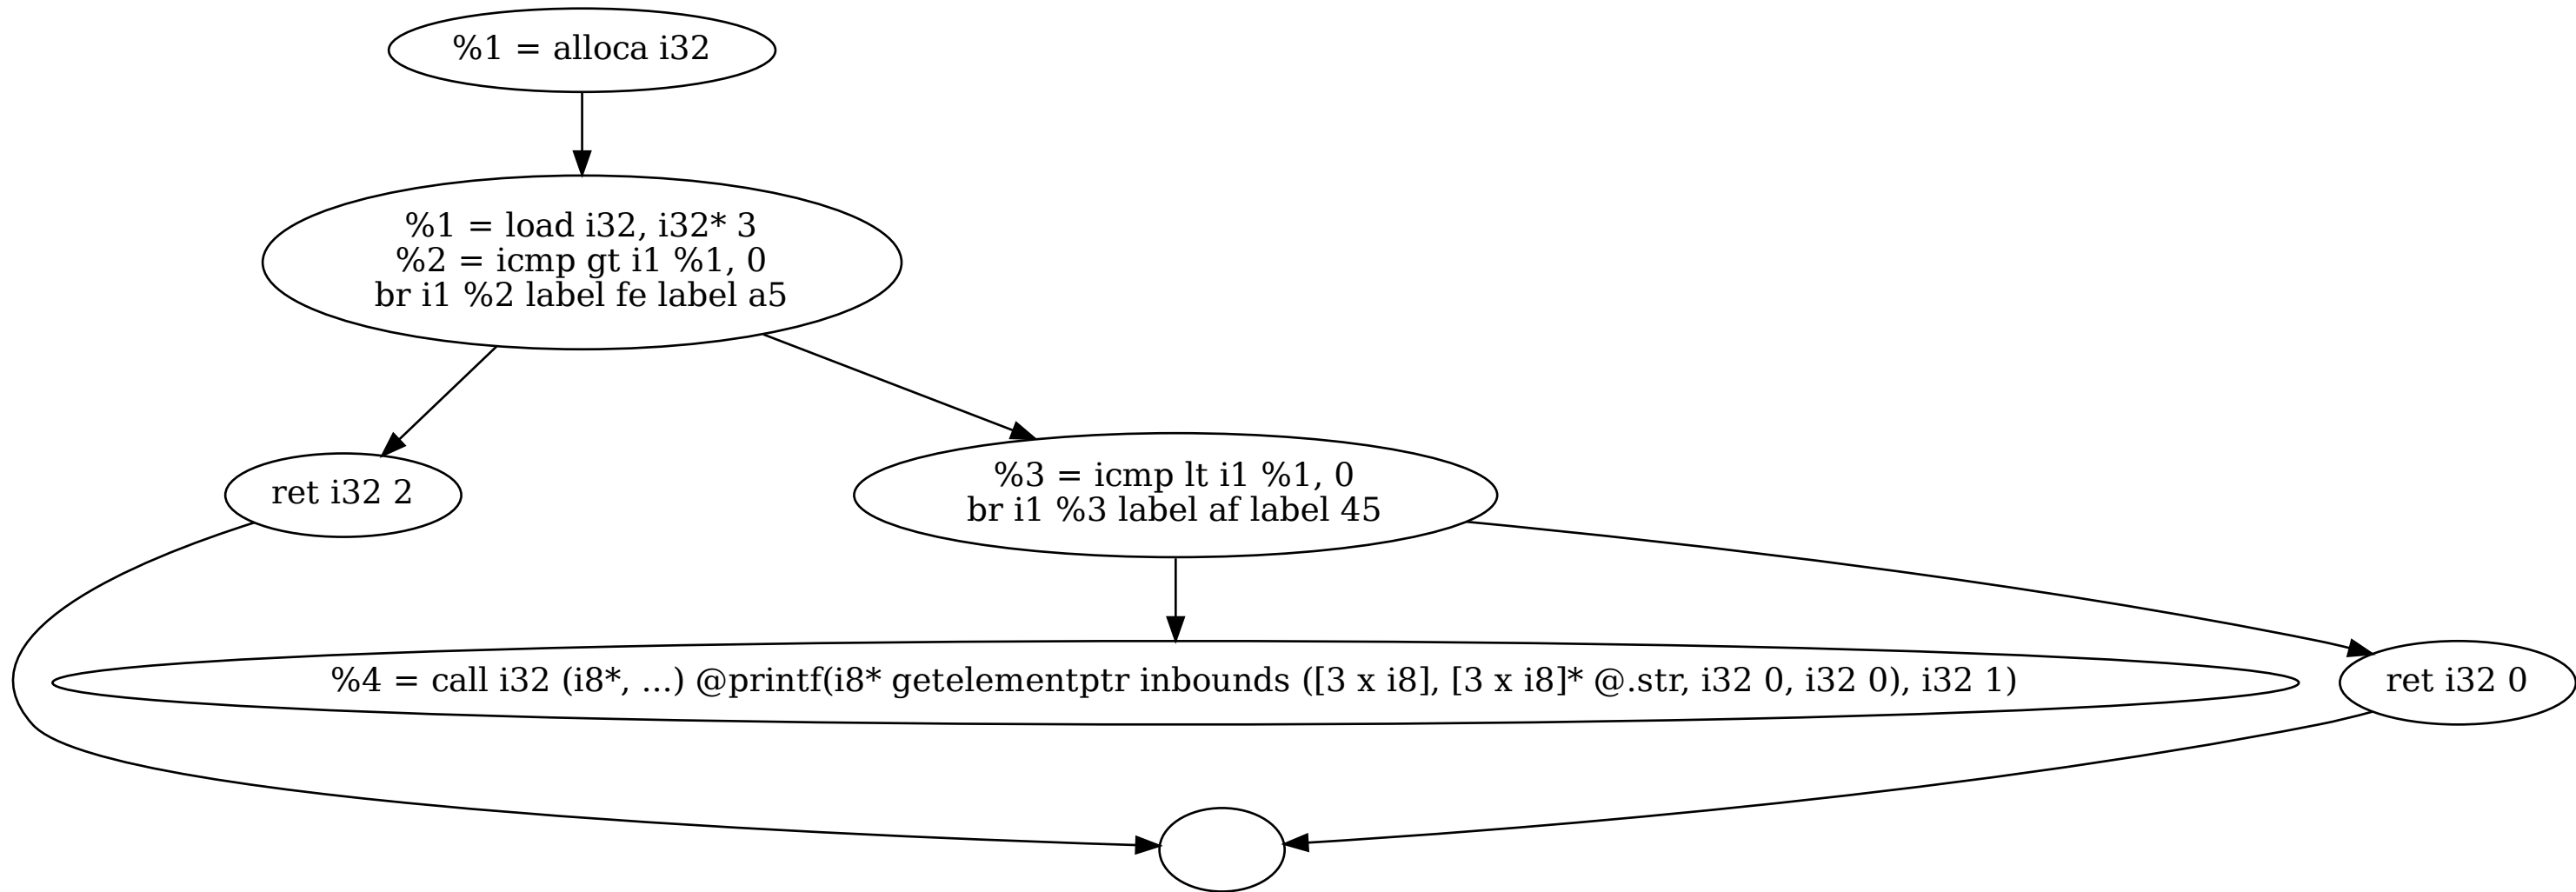 %1 = alloca i32
%1 = load i32, i32* 3
%2 = icmp gt i1 %1, 0
br i1 %2 label fe label a5
ret i32 2
%3 = icmp lt i1 %1, 0
br i1 %3 label af label 45
%4 = call i32 (i8*, ...) @printf(i8* getelementptr inbounds ([3 x i8], [3 x i8]* @.str, i32 0, i32 0), i32 1)
ret i32 0